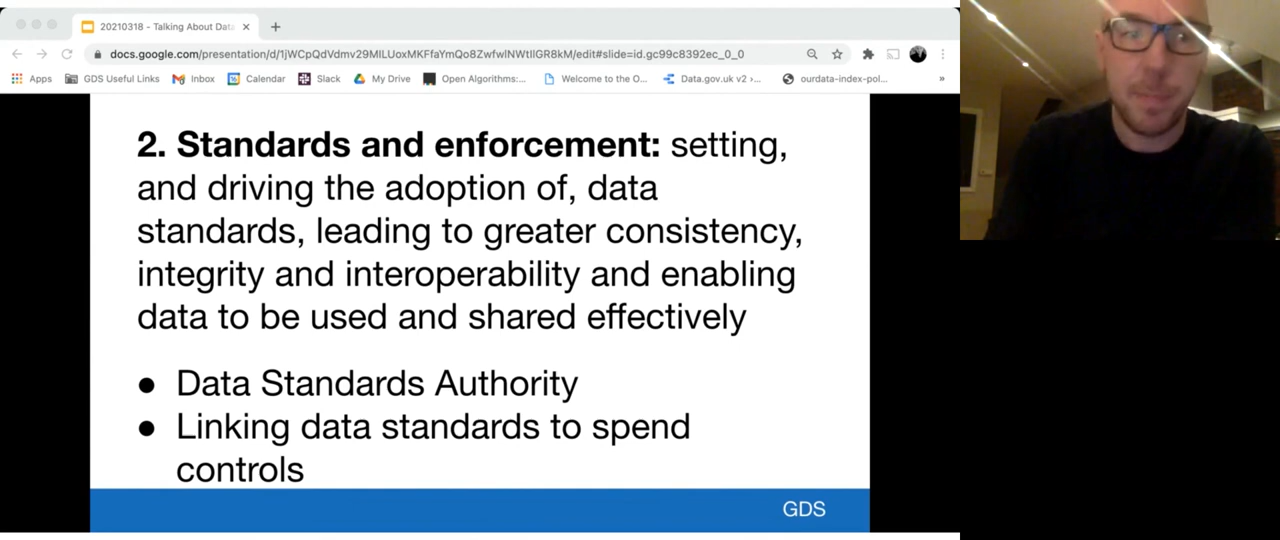 20210318 - Talking About Data
docs.google.com/presentation/d/1jWCpQdVdmv29MILUoxMKFfaYmQo8ZwfwlNWtIlGR8kM/edit#slide=id.gc99c8392ec_0_0
Apps GDS Useful Links Inbox Calendar Slack My Drive Open Algorithms:... Welcome to the O... Data.gov.uk v2 ›... ourdata-index-pol... »
2. Standards and enforcement: setting,
and driving the adoption of, data
standards, leading to greater consistency,
integrity and interoperability and enabling
data to be used and shared effectively
● Data Standards Authority
● Linking data standards to spend
controls
GDS